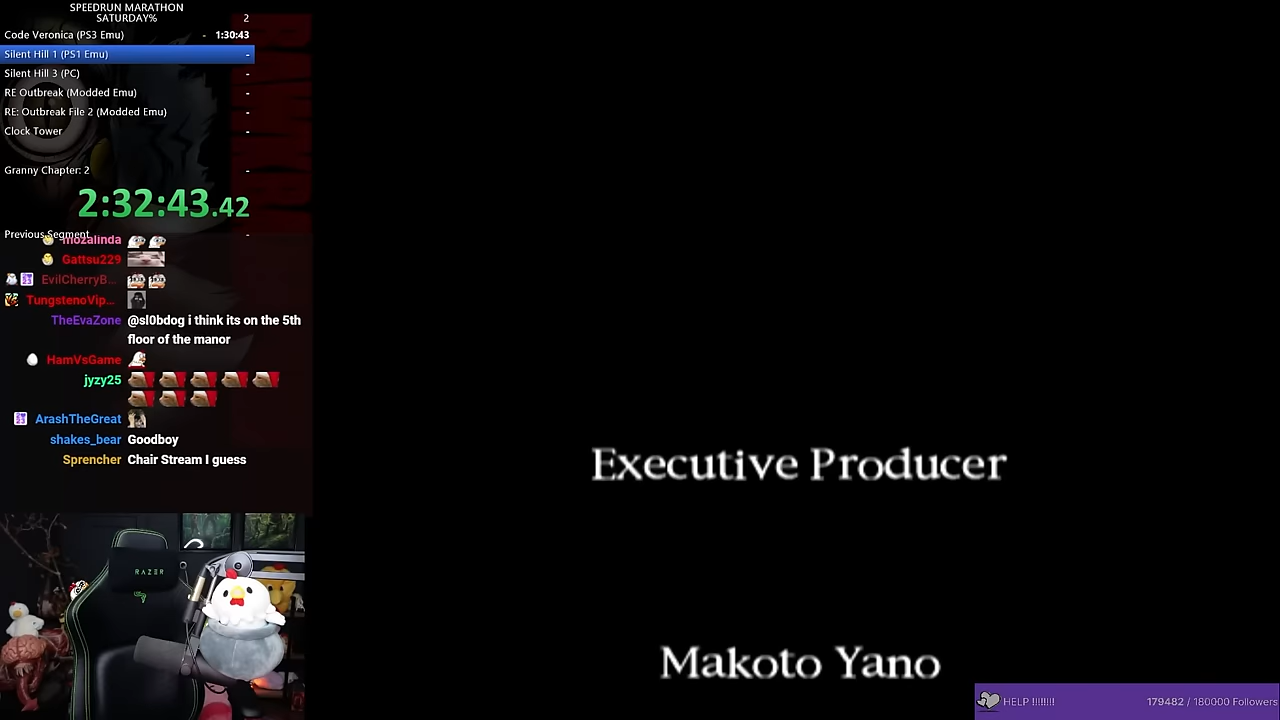 SPEEDRUN MARATHON
SATURDAY%
2
Code Veronica (PS3 Emu) - 1:30:43
Silent Hill 1 (PS1 Emu) -
Silent Hill 3 (PC) -
RE Outbreak (Modded Emu) -
RE: Outbreak File 2 (Modded Emu) -
Clock Tower -
Granny Chapter: 2 -
2:32:43.42
Previous Segment -
mozalinda
Gattsu229
EvilCherryB...
TungstenoVip...
TheEvaZone @sl0bdog i think its on the 5th
floor of the manor
HamVsGame
jyzy25
ArashTheGreat
shakes_bear Goodboy
Sprencher Chair Stream I guess
RAZER
Executive Producer
Makoto Yano
HELP !!!!!!!! 179482 / 180000 Followers